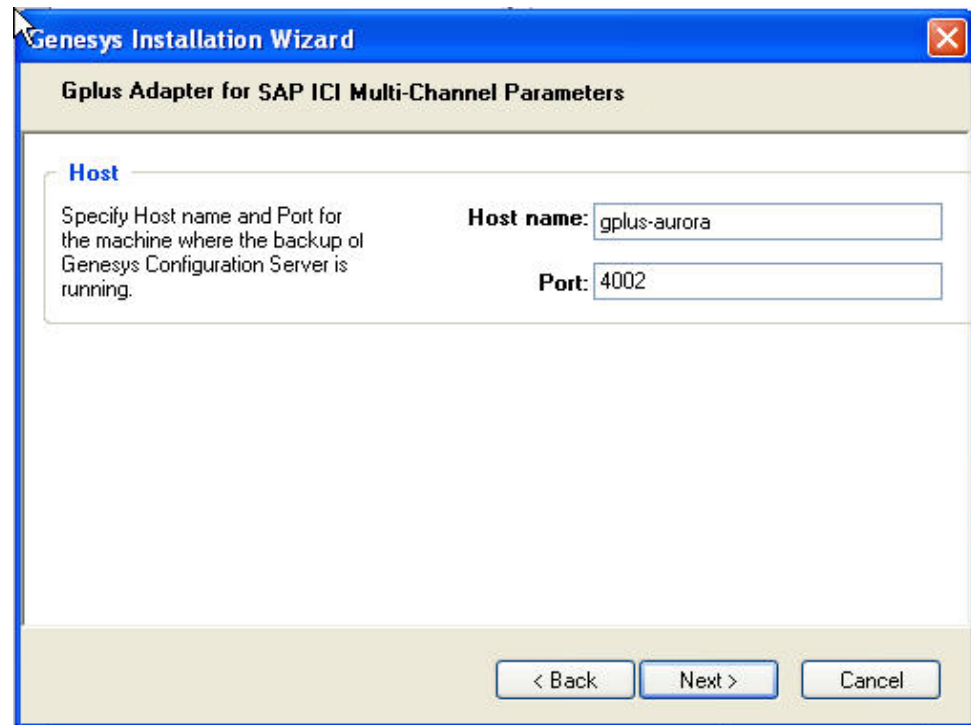 Genesys Installation Wizard
Gplus Adapter for SAP ICI Multi-Channel Parameters
Host
Specify Host name and Port for
the machine where the backup of
Genesys Configuration Server is
running.
Host name: gplus-aurora
Port: 4002
< Back
Next >
Cancel